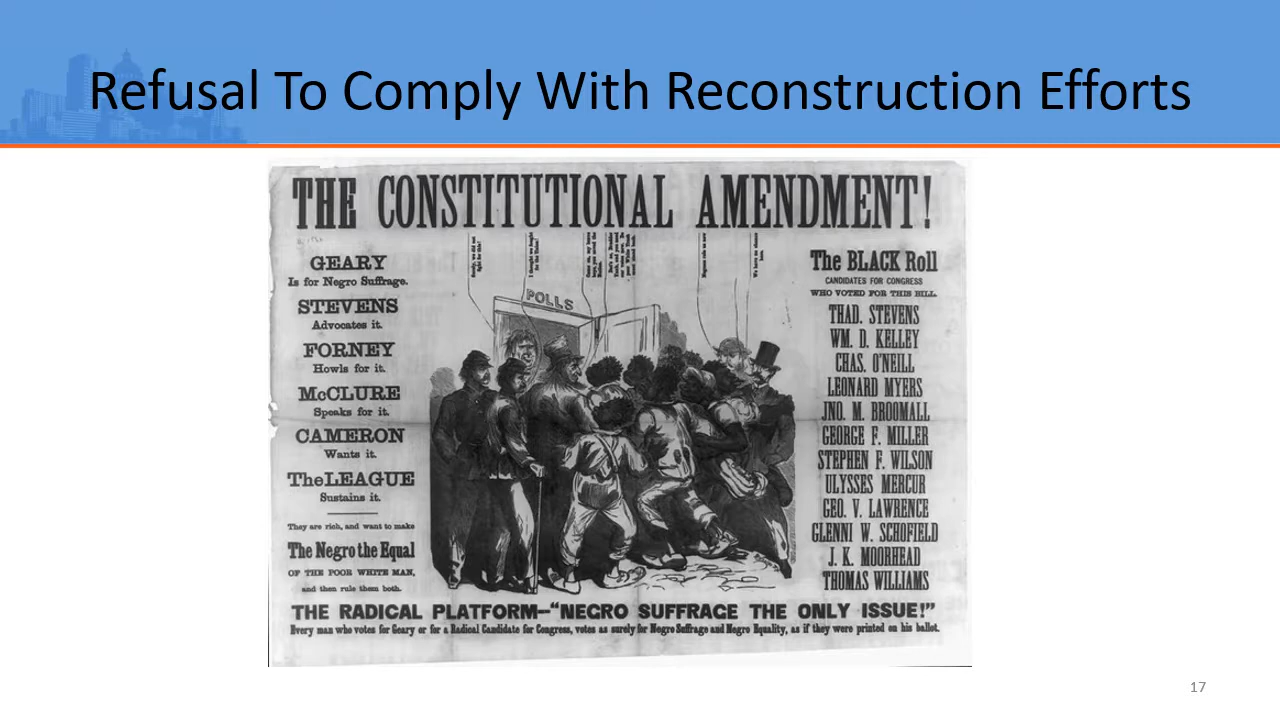 Refusal To Comply With Reconstruction Efforts
THE CONSTITUTIONAL AMENDMENT!
GEARY
Is for Negro Suffrage.
STEVENS
Advocates it.
FORNEY
Howls for it.
McCLURE
Speaks for it.
CAMERON
Wants it.
The LEAGUE
Sustains it.
They are rich, and want to make
The Negro the Equal
OF THE POOR WHITE MAN,
and then rule them both.
POLLS
The BLACK Roll
CANDIDATES FOR CONGRESS
WHO VOTED FOR THIS BILL.
THAD. STEVENS
WM. D. KELLEY
CHAS. O'NEILL
LEONARD MYERS
JNO. M. BROOMALL
GEORGE F. MILLER
STEPHEN F. WILSON
ULYSSES MERCUR
GEO. V. LAWRENCE
GLENNI W. SCHOFIELD
J. K. MOORHEAD
THOMAS WILLIAMS
THE RADICAL PLATFORM—"NEGRO SUFFRAGE THE ONLY ISSUE!"
Every man who votes for Geary or for a Radical Candidate for Congress, votes as surely for Negro Suffrage and Negro Equality, as if they were printed on his ballot.
17